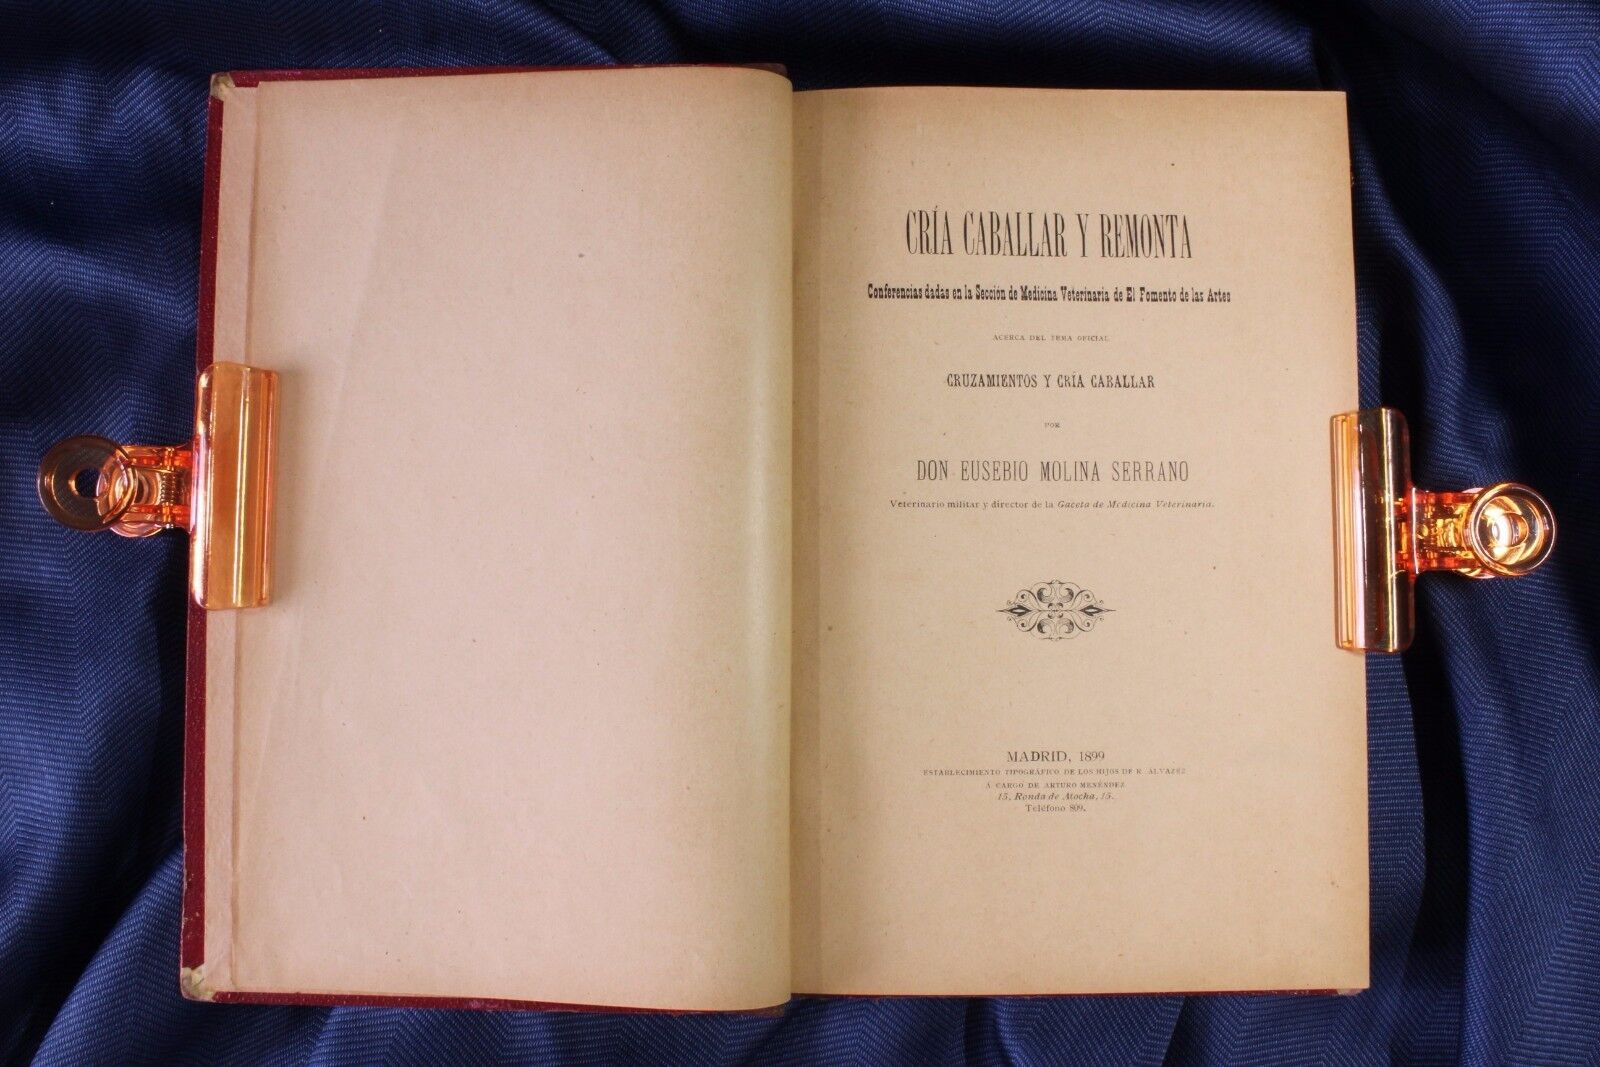 CRÍA CABALLAR Y REMONTA
Conferencias dadas en la Sección de Medicina Veterinaria de El Fomento de las Artes
ACERCA DEL TEMA OFICIAL
CRUZAMIENTOS Y CRÍA CABALLAR
POR
DON EUSEBIO MOLINA SERRANO
Veterinario militar y director de la Gaceta de Medicina Veterinaria.
MADRID, 1899
ESTABLECIMIENTO TIPOGRÁFICO DE LOS HIJOS DE R. ÁLVAREZ
Á CARGO DE ARTURO MENÉNDEZ
15, Ronda de Atocha, 15.
Teléfono 809.